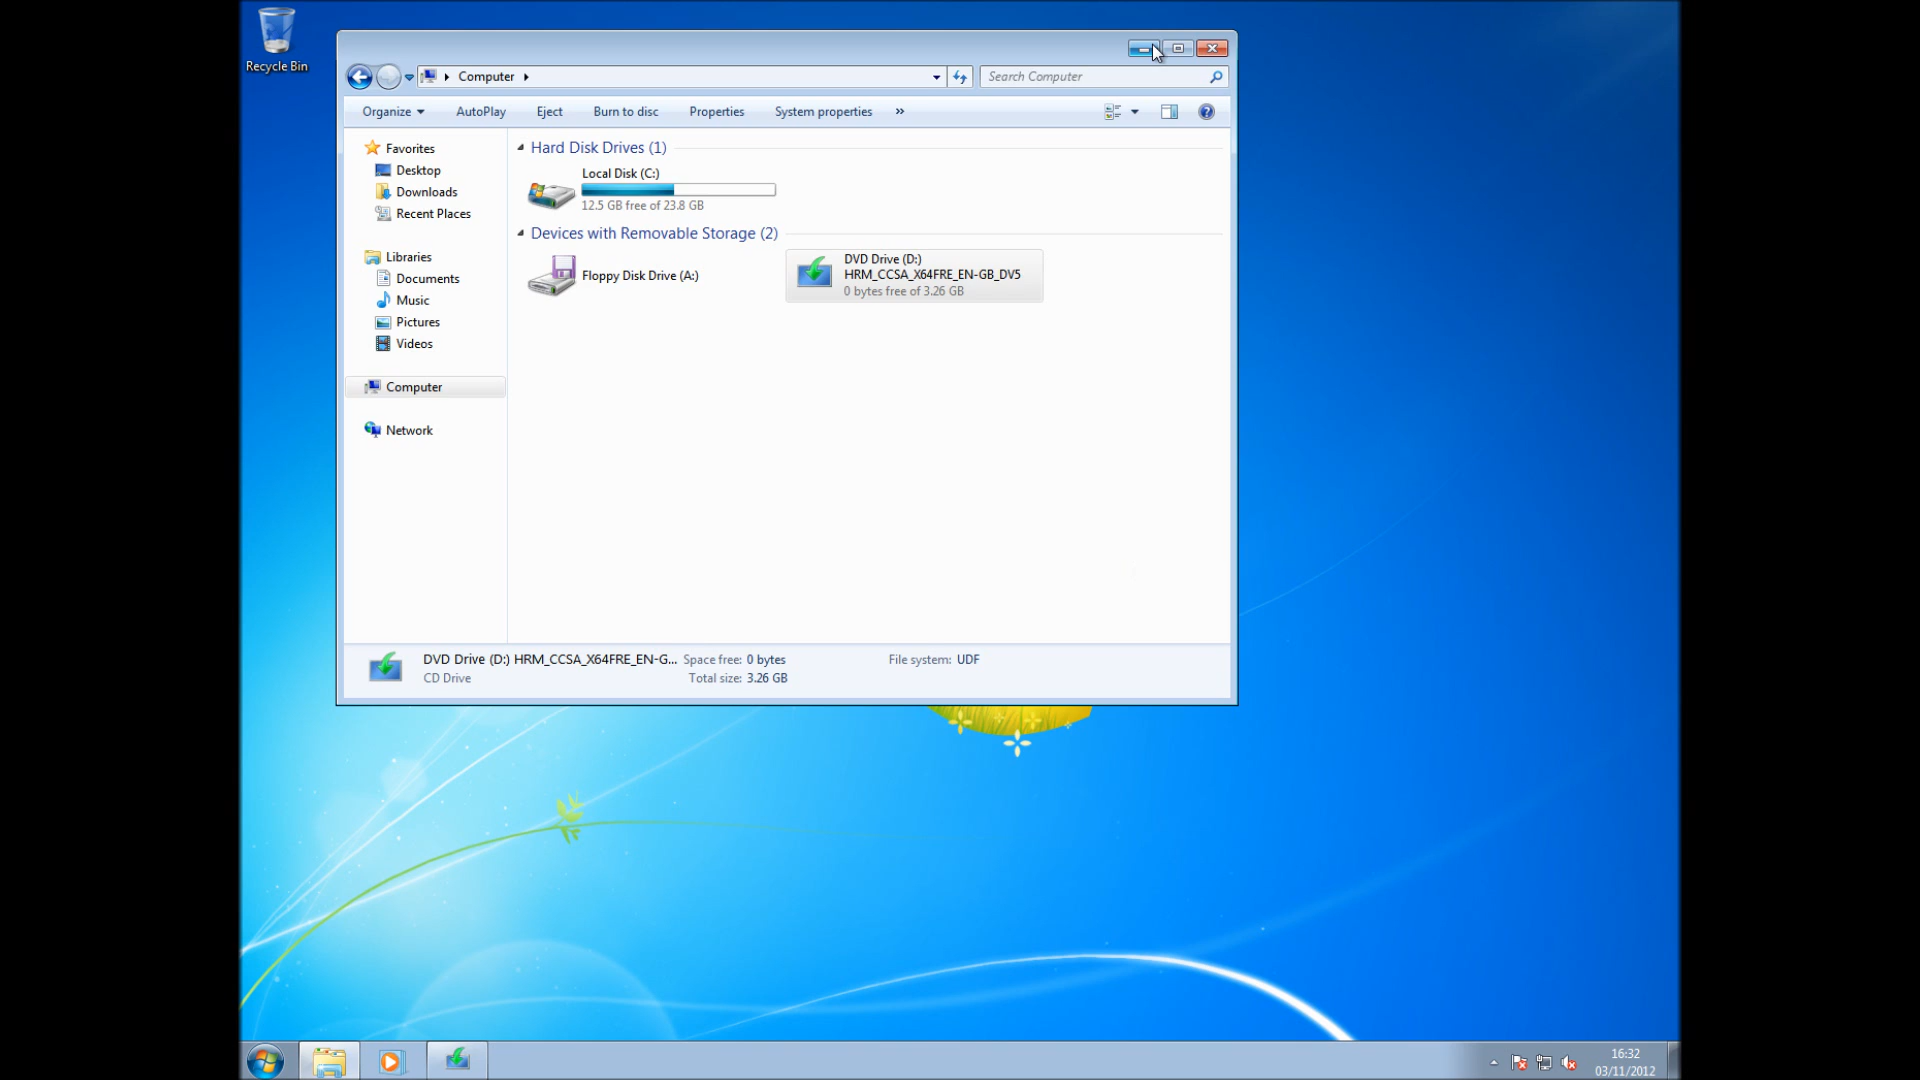 Recycle Bin
Computer
Search Computer
Organize AutoPlay Eject Burn to disc Properties System properties »
Favorites
Desktop
Downloads
Recent Places
Libraries
Documents
Music
Pictures
Videos
Computer
Network
Hard Disk Drives (1)
Local Disk (C:)
12.5 GB free of 23.8 GB
Devices with Removable Storage (2)
Floppy Disk Drive (A:)
DVD Drive (D:)
HRM_CCSA_X64FRE_EN-GB_DV5
0 bytes free of 3.26 GB
DVD Drive (D:) HRM_CCSA_X64FRE_EN-G... Space free: 0 bytes File system: UDF
CD Drive Total size: 3.26 GB
16:32
03/11/2012